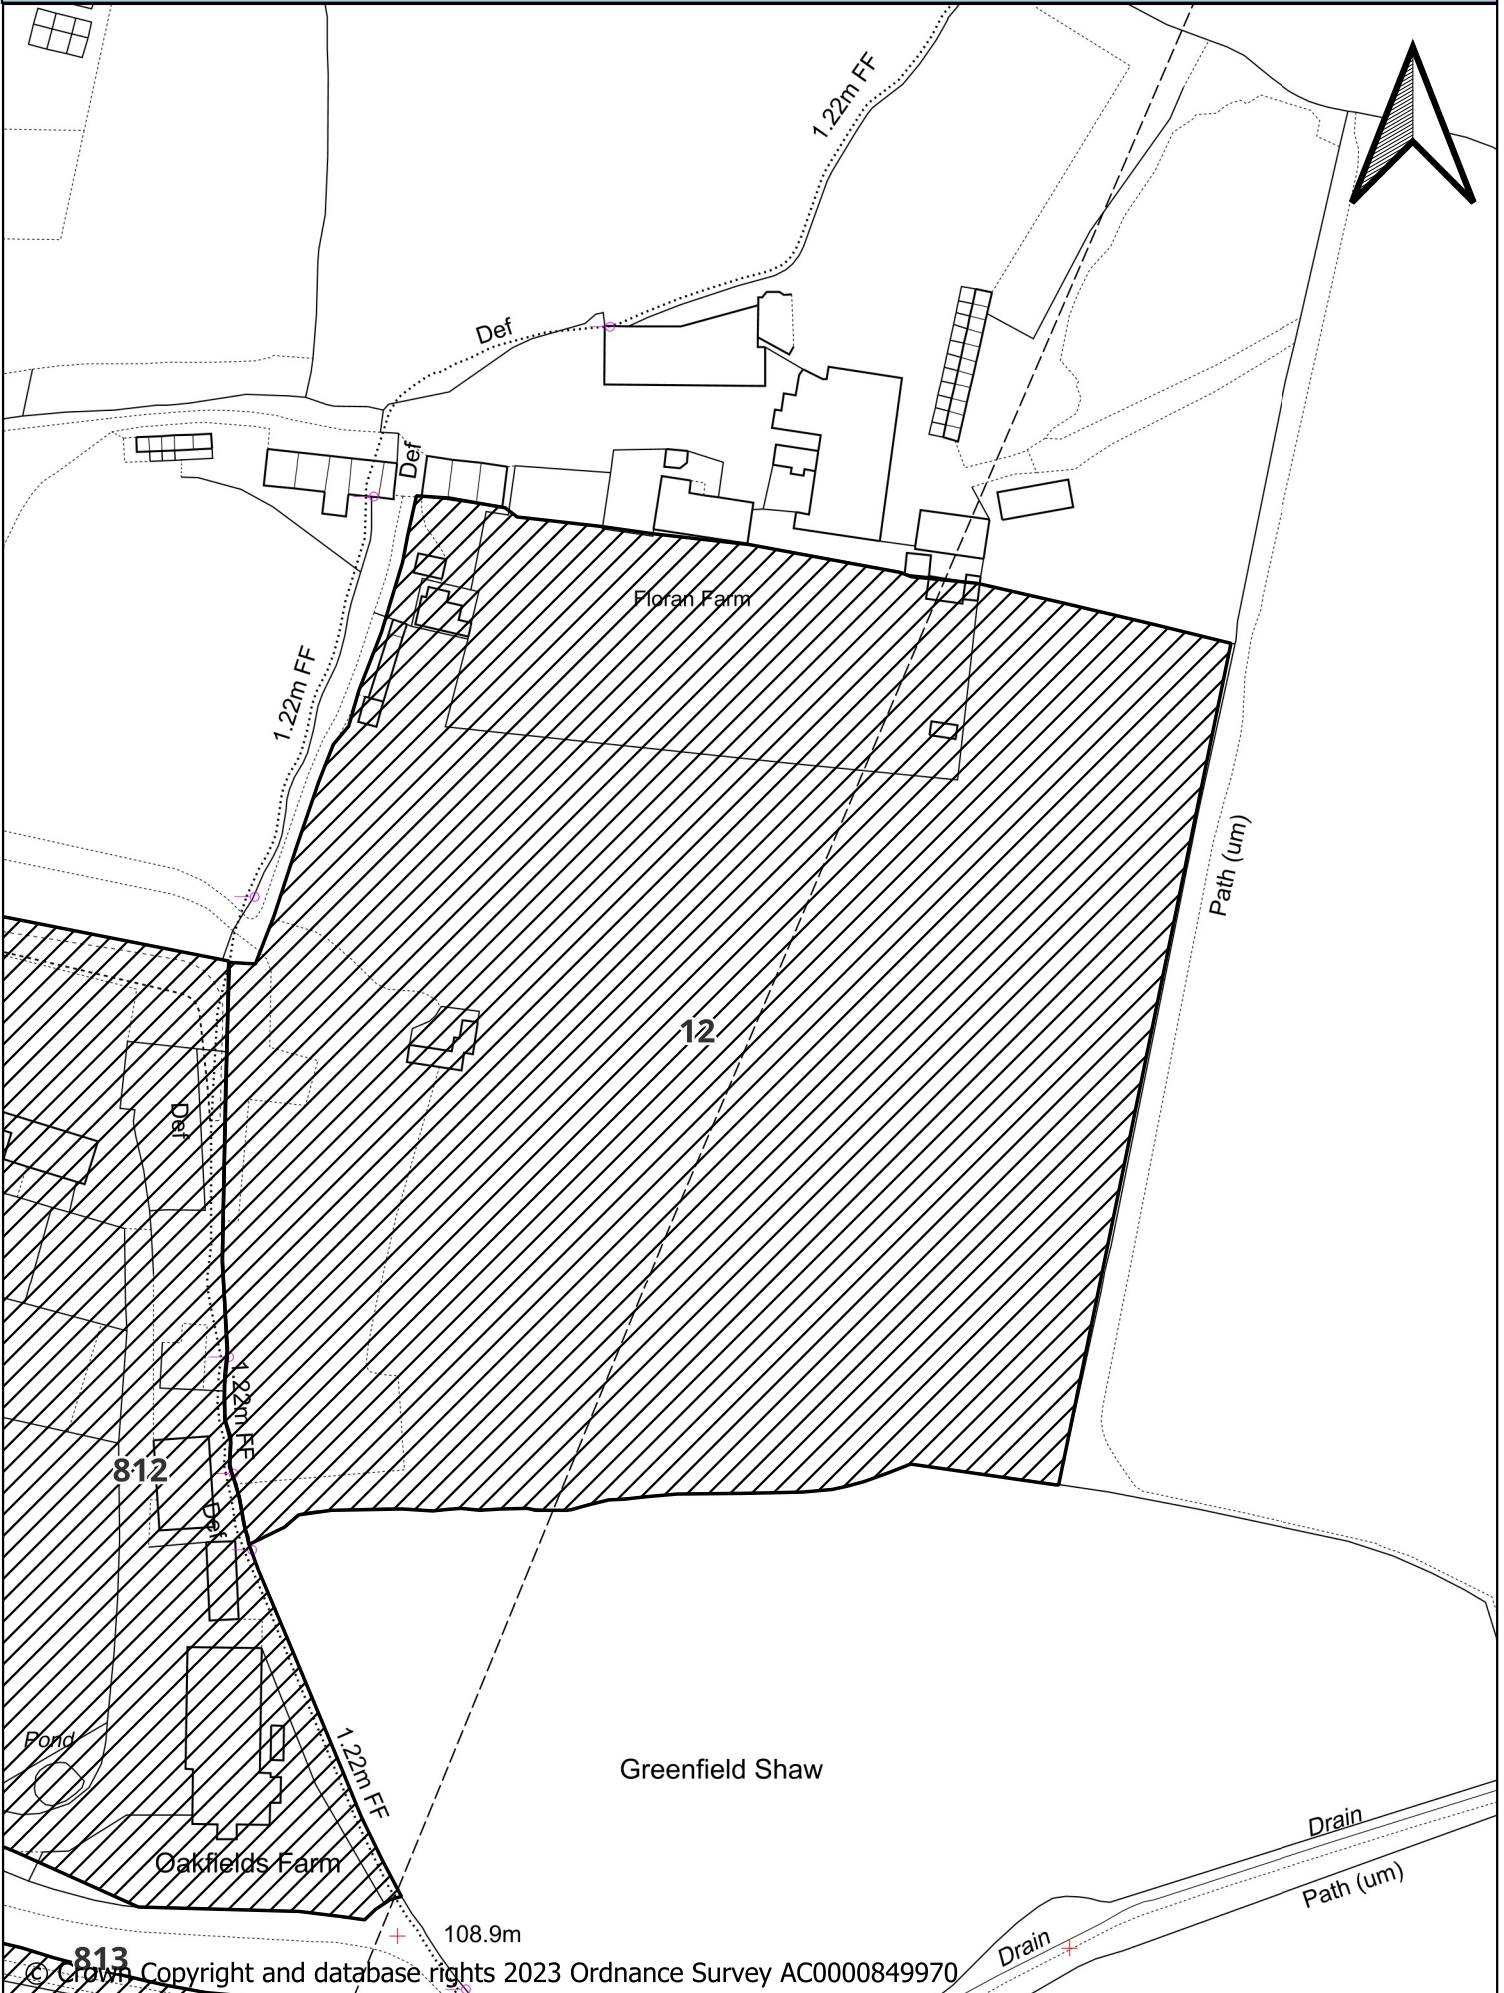 1.22m FF
Def
Def
Floran Farm
1.22m FF
Path (um)
12
Def
1.22m FF
812
Def
Pond
1.22m FF
Greenfield Shaw
Drain
Oakfields Farm
Path (um)
108.9m
Drain
813
© Crown Copyright and database rights 2023 Ordnance Survey AC0000849970